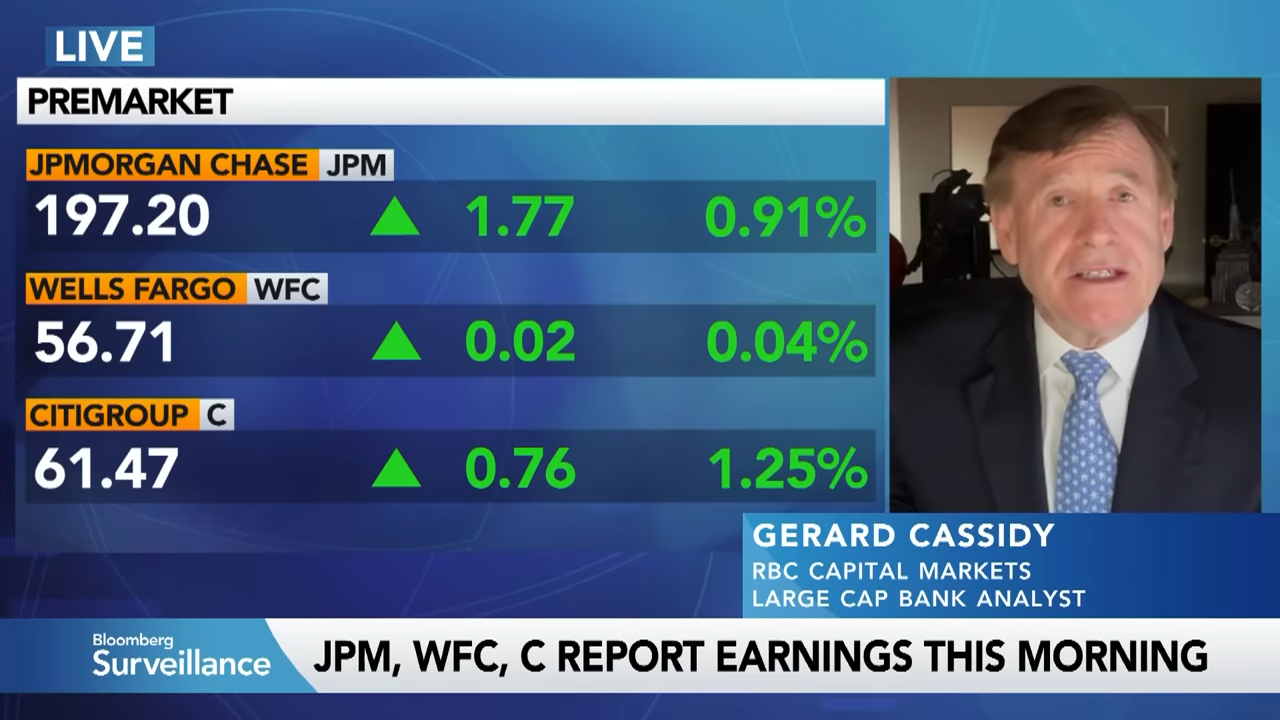 LIVE
PREMARKET
JPMORGAN CHASE JPM
197.20 ▲ 1.77 0.91%
WELLS FARGO WFC
56.71 ▲ 0.02 0.04%
CITIGROUP C
61.47 ▲ 0.76 1.25%
GERARD CASSIDY
RBC CAPITAL MARKETS
LARGE CAP BANK ANALYST
Bloomberg
Surveillance
JPM, WFC, C REPORT EARNINGS THIS MORNING